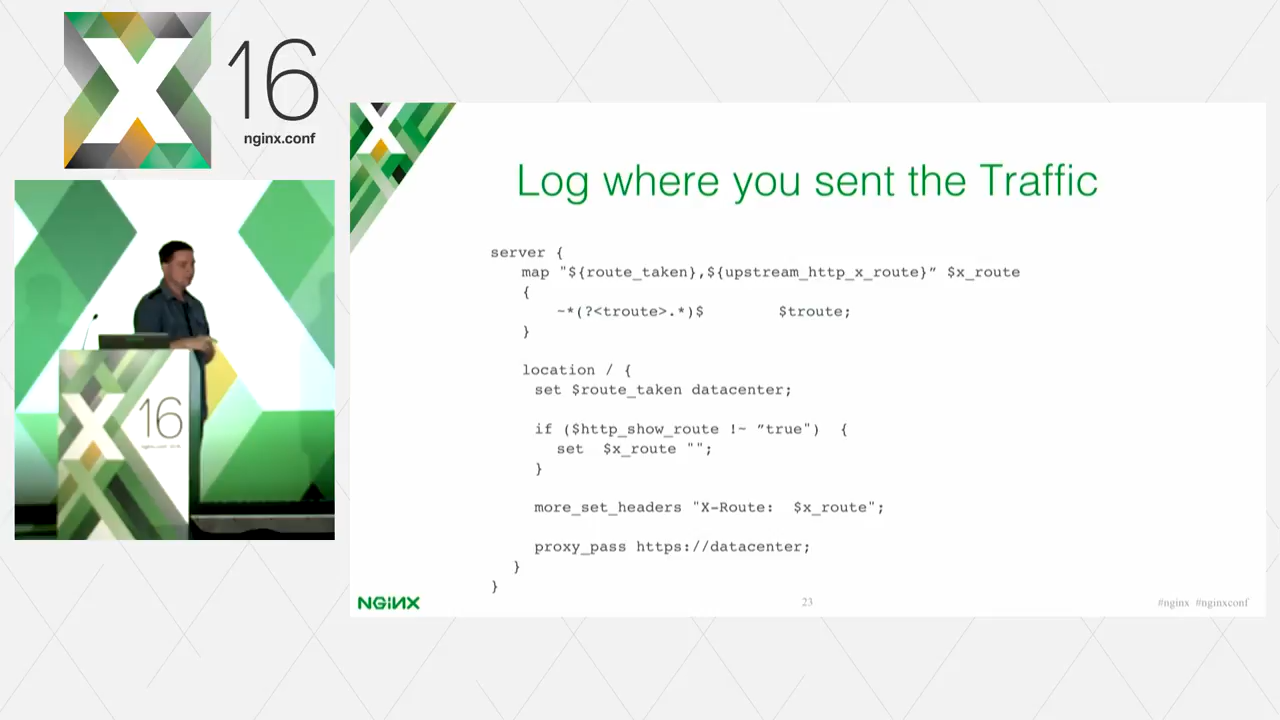 X 16
nginx.conf
Log where you sent the Traffic
server {
map "${route_taken},${upstream_http_x_route}” $x_route
{
~*(?<troute>.*)$ $troute;
}
location / {
set $route_taken datacenter;
if ($http_show_route !~ ”true") {
set $x_route "";
}
more_set_headers "X-Route: $x_route";
proxy_pass https://datacenter;
}
}
NGINX
23
#nginx #nginxconf
X 16